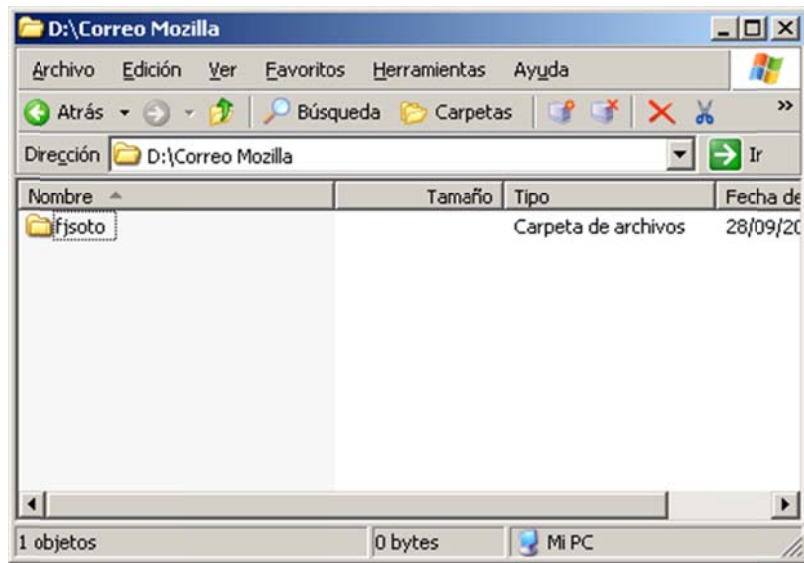 D:\Correo Mozilla
Archivo Edición Ver Favoritos Herramientas Ayuda
Atrás Búsqueda Carpetas »
Dirección D:\Correo Mozilla Ir
Nombre Tamaño Tipo Fecha de
fjsoto Carpeta de archivos 28/09/20
1 objetos 0 bytes Mi PC